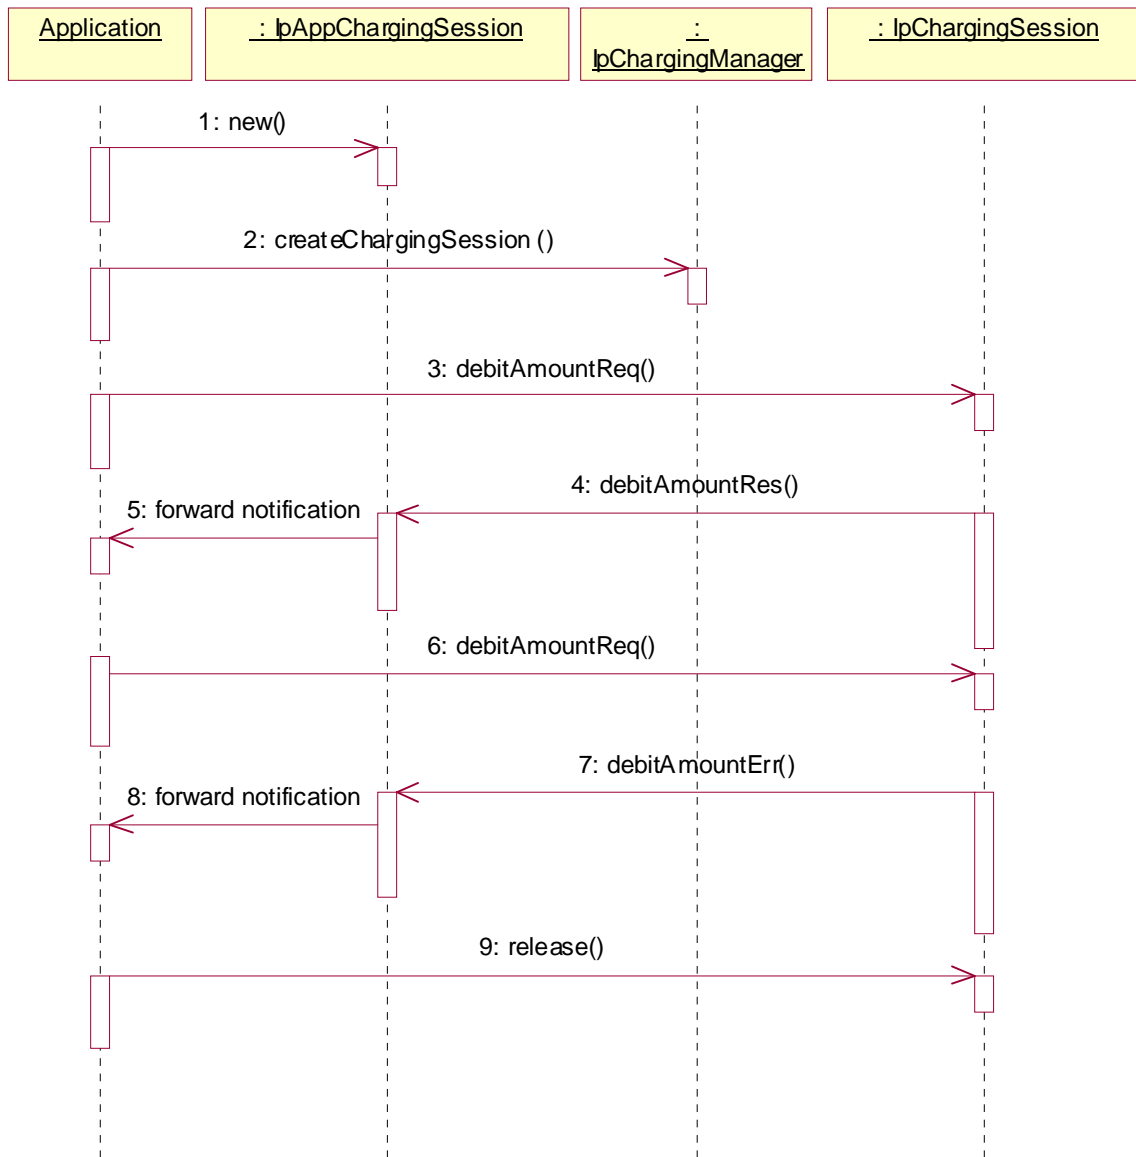 Application
: IpAppChargingSession
:
IpChargingManager
: IpChargingSession
1: new()
2: createChargingSession ()
3: debitAmountReq()
4: debitAmountRes()
5: forward notification
6: debitAmountReq()
7: debitAmountErr()
8: forward notification
9: release()